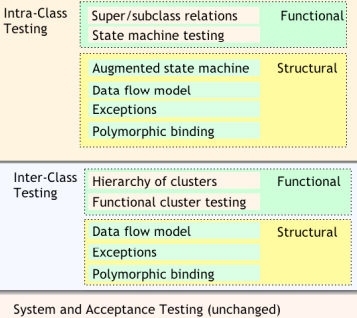 Intra-Class
Testing
Super/subclass relations
Functional
State machine testing
Augmented state machine
Structural
Data flow model
Exceptions
Polymorphic binding
Inter-Class
Testing
Hierarchy of clusters
Functional
Functional cluster testing
Data flow model
Structural
Exceptions
Polymorphic binding
System and Acceptance Testing (unchanged)